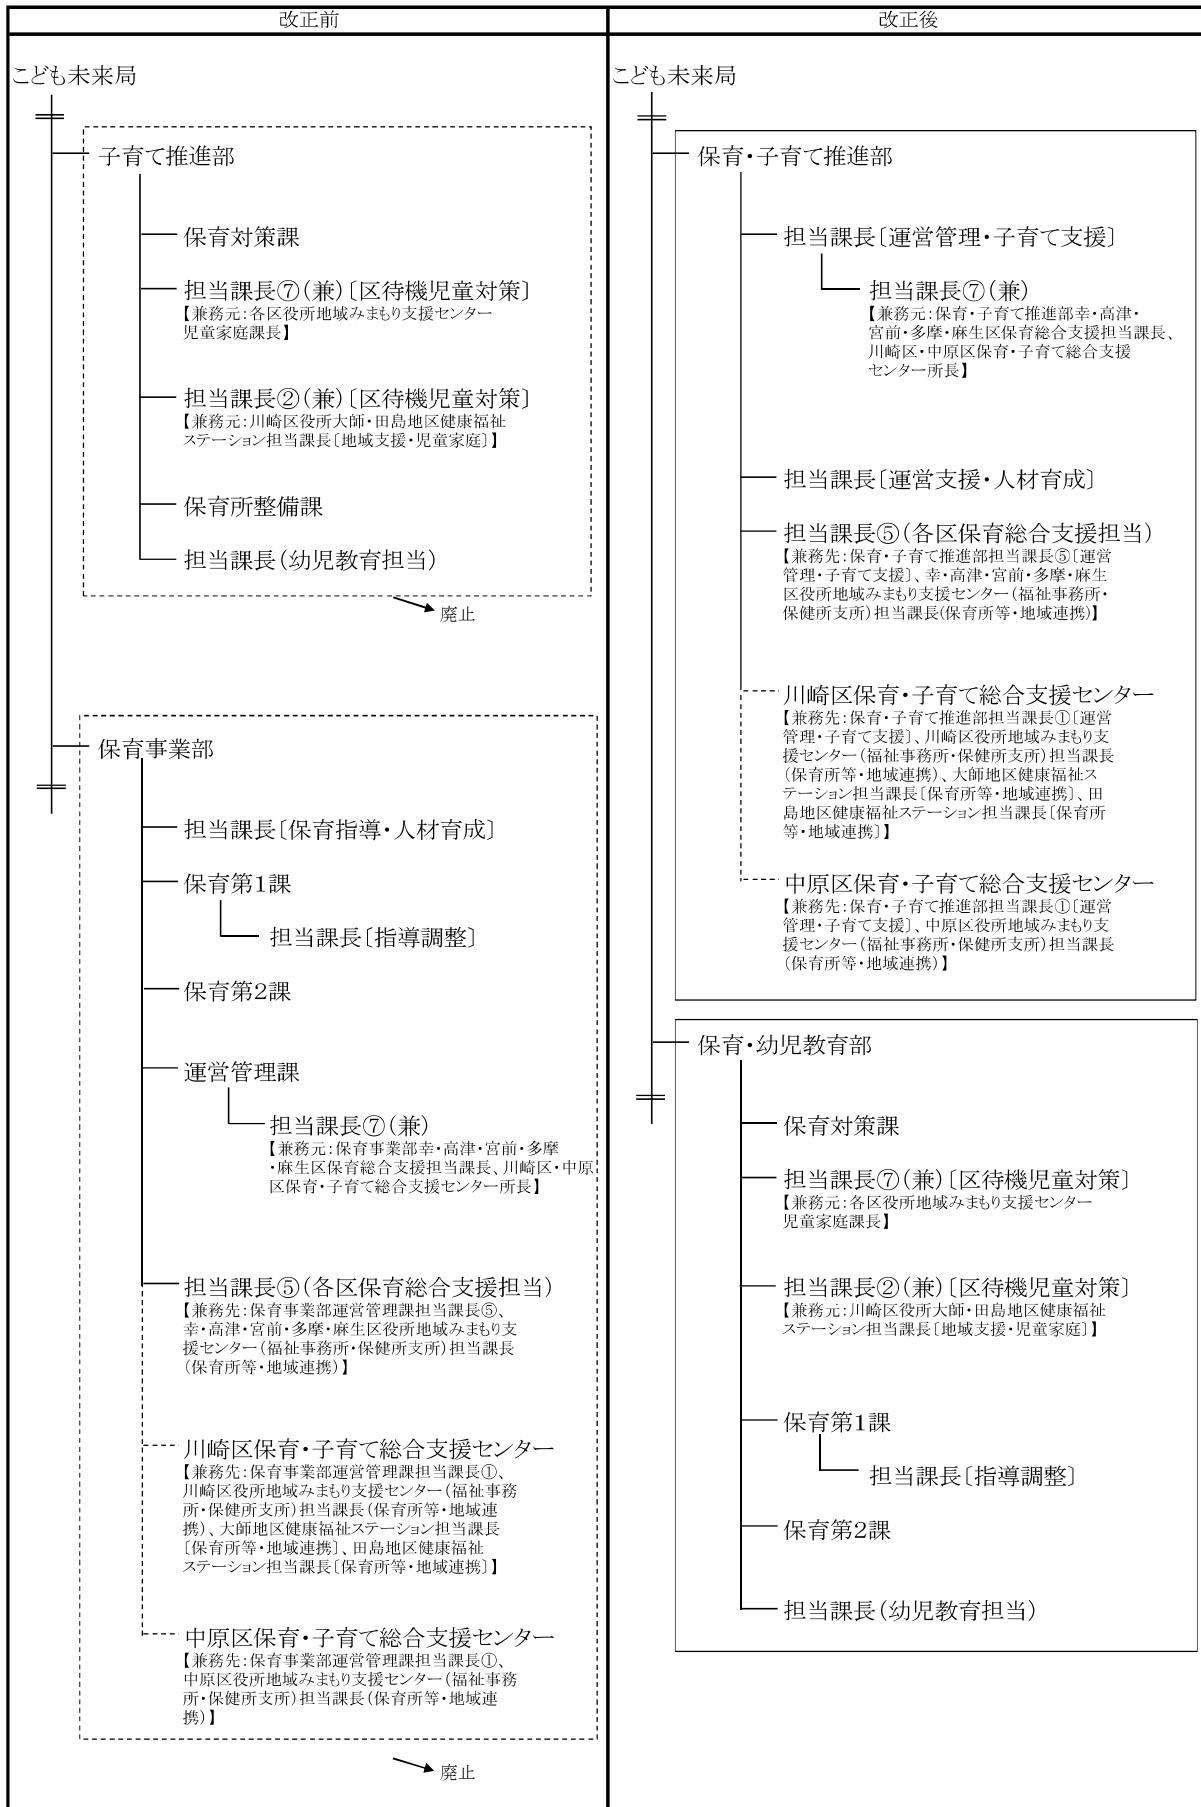 改正前
こども未来局
子育て推進部
保育対策課
担当課長⑦(兼)〔区待機児童対策〕
【兼務元:各区役所地域みまもり支援センター
児童家庭課長】
担当課長②(兼)〔区待機児童対策〕
【兼務元:川崎区役所大師・田島地区健康福祉
ステーション担当課長〔地域支援・児童家庭〕】
保育所整備課
担当課長(幼児教育担当)
廃止
保育事業部
担当課長〔保育指導・人材育成〕
保育第1課
担当課長〔指導調整〕
保育第2課
運営管理課
担当課長⑦(兼)
【兼務元:保育事業部幸・高津・宮前・多摩
・麻生区保育総合支援担当課長、川崎区・中原
区保育・子育て総合支援センター所長】
担当課長⑤(各区保育総合支援担当)
【兼務先:保育事業部運営管理課担当課長⑤、
幸・高津・宮前・多摩・麻生区役所地域みまもり支
援センター(福祉事務所・保健所支所)担当課長
(保育所等・地域連携)】
川崎区保育・子育て総合支援センター
【兼務先:保育事業部運営管理課担当課長①、
川崎区役所地域みまもり支援センター(福祉事務
所・保健所支所)担当課長(保育所等・地域連
携)、大師地区健康福祉ステーション担当課長
〔保育所等・地域連携〕、田島地区健康福祉
ステーション担当課長〔保育所等・地域連携〕】
中原区保育・子育て総合支援センター
【兼務先:保育事業部運営管理課担当課長①、
中原区役所地域みまもり支援センター(福祉事務
所・保健所支所)担当課長(保育所等・地域連
携)】
廃止
改正後
こども未来局
保育・子育て推進部
担当課長〔運営管理・子育て支援〕
担当課長⑦(兼)
【兼務元:保育・子育て推進部幸・高津・
宮前・多摩・麻生区保育総合支援担当課長、
川崎区・中原区保育・子育て総合支援
センター所長】
担当課長〔運営支援・人材育成〕
担当課長⑤(各区保育総合支援担当)
【兼務先:保育・子育て推進部担当課長⑤〔運営
管理・子育て支援〕、幸・高津・宮前・多摩・麻生
区役所地域みまもり支援センター(福祉事務所・
保健所支所)担当課長(保育所等・地域連携)】
川崎区保育・子育て総合支援センター
【兼務先:保育・子育て推進部担当課長①〔運営
管理・子育て支援〕、川崎区役所地域みまもり支
援センター(福祉事務所・保健所支所)担当課長
(保育所等・地域連携)、大師地区健康福祉ス
テーション担当課長〔保育所等・地域連携〕、田
島地区健康福祉ステーション担当課長〔保育所
等・地域連携〕】
中原区保育・子育て総合支援センター
【兼務先:保育・子育て推進部担当課長①〔運営
管理・子育て支援〕、中原区役所地域みまもり支
援センター(福祉事務所・保健所支所)担当課長
(保育所等・地域連携)】
保育・幼児教育部
保育対策課
担当課長⑦(兼)〔区待機児童対策〕
【兼務元:各区役所地域みまもり支援センター
児童家庭課長】
担当課長②(兼)〔区待機児童対策〕
【兼務元:川崎区役所大師・田島地区健康福祉
ステーション担当課長〔地域支援・児童家庭〕】
保育第1課
担当課長〔指導調整〕
保育第2課
担当課長(幼児教育担当)